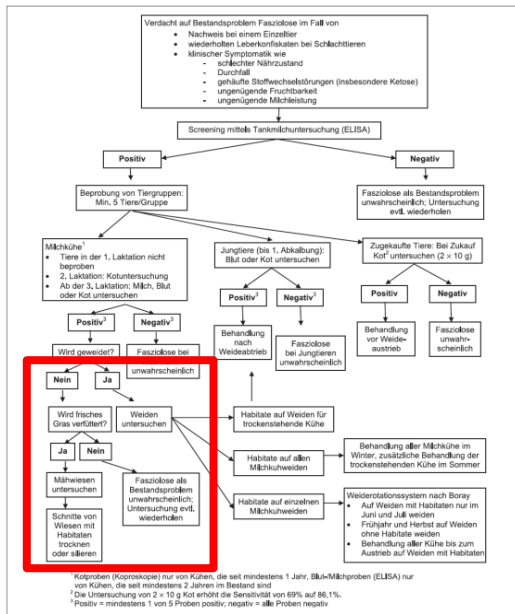 Verdacht auf Bestandsproblem Fasziolose im Fall von
• Nachweis bei einem Einzeltier
• wiederholten Leberkonfiskaten bei Schlachttieren
• klinischer Symptomatik wie
- schlechter Nährzustand
- Durchfall
- gehäufte Stoffwechselstörungen (insbesondere Ketose)
- ungenügende Fruchtbarkeit
- ungenügende Milchleistung
Screening mittels Tankmilchuntersuchung (ELISA)
Positiv
Negativ
Beprobung von Tiergruppen:
Min. 5 Tiere/Gruppe
Fasziolose als Bestandsproblem
unwahrscheinlich; Untersuchung
evtl. wiederholen
Milchkühe1
• Tiere in der 1. Laktation nicht
beproben
• 2. Laktation: Kotuntersuchung
• Ab der 3. Laktation: Milch, Blut
oder Kot untersuchen
Jungtiere (bis 1. Abkalbung):
Blut oder Kot untersuchen
Zugekaufte Tiere: Bei Zukauf
Kot2 untersuchen (2 × 10 g)
Positiv3
Negativ3
Positiv3
Negativ3
Positiv
Negativ
Wird geweidet?
Fasziolose bei
unwahrscheinlich
Behandlung
nach
Weideabtrieb
Fasziolose
bei Jungtieren
unwahrscheinlich
Behandlung
vor Weide-
austrieb
Fasziolose
unwahr-
scheinlich
Nein
Ja
Wird frisches
Gras verfüttert?
Weiden
untersuchen
Habitate auf Weiden für
trockenstehende Kühe
Ja
Nein
Habitate auf allen
Milchkuhweiden
Behandlung aller Milchkühe im
Winter, zusätzliche Behandlung der
trockenstehenden Kühe im Sommer
Mähwiesen
untersuchen
Fasziolose als
Bestandsproblem
unwahrscheinlich;
Untersuchung evtl.
wiederholen
Habitate auf einzelnen
Milchkuhweiden
Weiderotationssystem nach Boray
• Auf Weiden mit Habitaten nur im
Juni und Juli weiden
• Frühjahr und Herbst auf Weiden
ohne Habitate weiden
• Behandlung aller Kühe bis zum
Austrieb auf Weiden mit Habitaten
Schnitte von
Wiesen mit
Habitaten
trocknen
oder silieren
1 Kotproben (Koproskopie) nur von Kühen, die seit mindestens 1 Jahr, Blut-/Milchproben (ELISA) nur
von Kühen, die seit mindestens 2 Jahren im Bestand sind
2 Die Untersuchung von 2 × 10 g Kot erhöht die Sensitivität von 69% auf 86,1%.
3 Positiv = mindestens 1 von 5 Proben positiv; negativ = alle Proben negativ